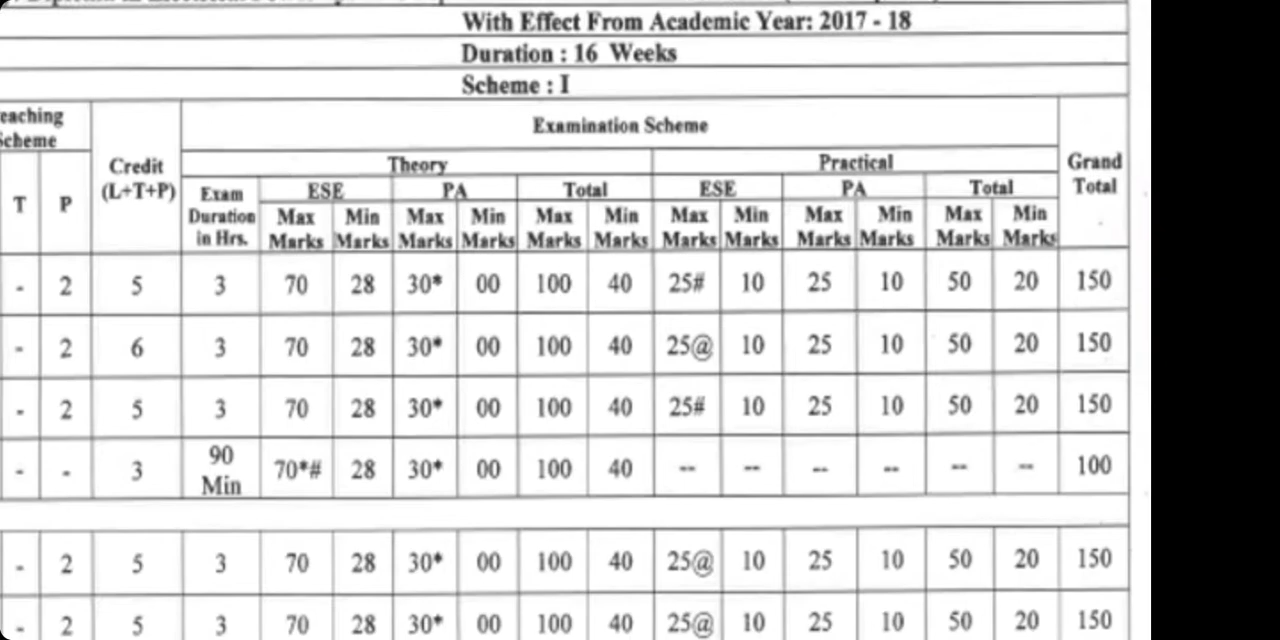 With Effect From Academic Year: 2017 - 18
Duration : 16 Weeks
Scheme : I
Examination Scheme
Credit (L+T+P)
Grand Total
Theory
Practical
T P
Exam Duration in Hrs.
ESE PA Total ESE PA Total
Max Marks Min Marks Max Marks Min Marks Max Marks Min Marks Max Marks Min Marks Max Marks Min Marks Max Marks Min Marks
- 2 5 3 70 28 30* 00 100 40 25# 10 25 10 50 20 150
- 2 6 3 70 28 30* 00 100 40 25@ 10 25 10 50 20 150
- 2 5 3 70 28 30* 00 100 40 25# 10 25 10 50 20 150
- - 3 90 Min 70*# 28 30* 00 100 40 -- -- -- -- -- -- 100
- 2 5 3 70 28 30* 00 100 40 25@ 10 25 10 50 20 150
- 2 5 3 70 28 30* 00 100 40 25@ 10 25 10 50 20 150